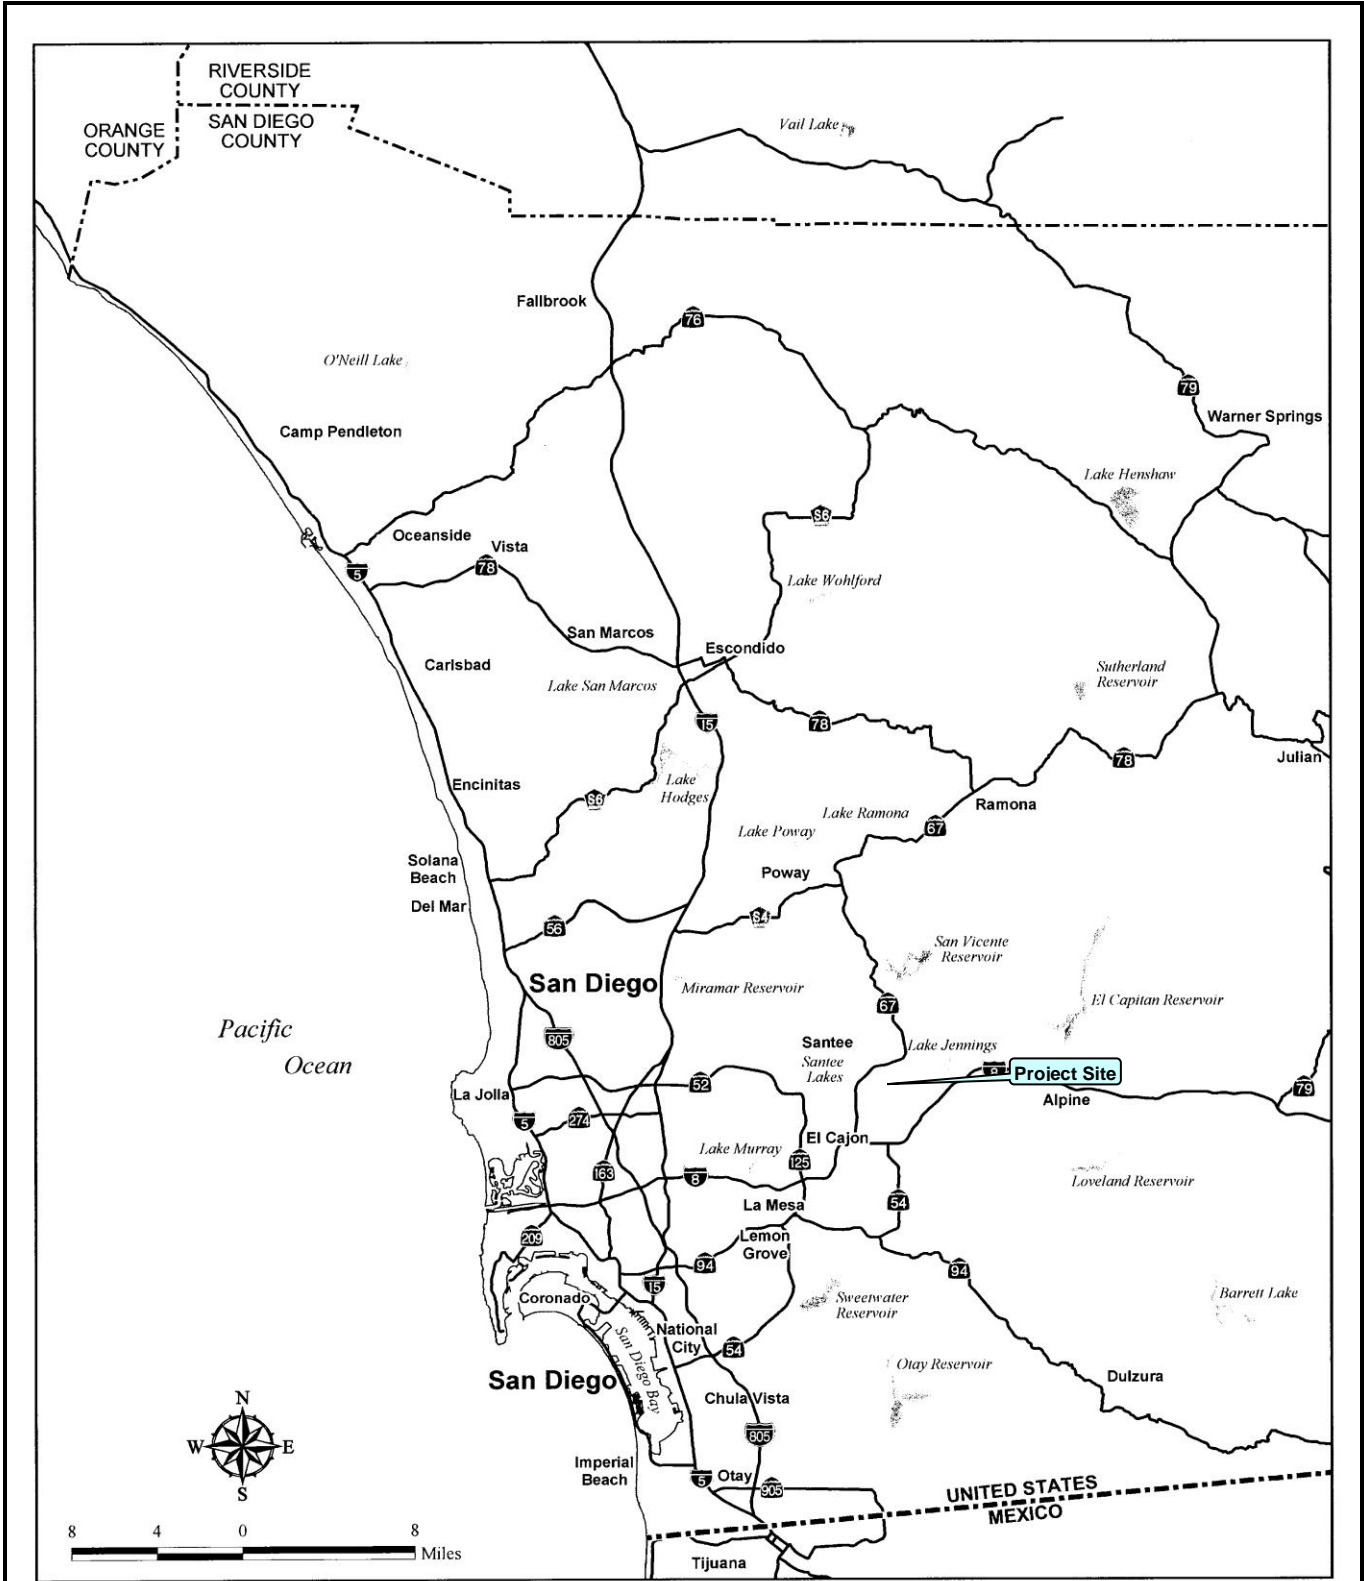 RIVERSIDE
COUNTY
SAN DIEGO
COUNTY
ORANGE
COUNTY
Vail Lake
Fallbrook
76
O'Neill Lake
79
Warner Springs
Camp Pendleton
Lake Henshaw
S6
Oceanside
Vista
78
5
Lake Wohlford
San Marcos
Escondido
Carlsbad
Sutherland
Reservoir
Lake San Marcos
15
78
78
Julian
Encinitas
Lake
Hodges
S6
Ramona
Lake Ramona
67
Lake Poway
Solana
Beach
Poway
Del Mar
S4
56
San Vicente
Reservoir
San Diego
Miramar Reservoir
El Capitan Reservoir
67
Pacific
Ocean
805
Santee
Santee
Lakes
Lake Jennings
8
Project Site
52
79
La Jolla
Alpine
5
274
El Cajon
Lake Murray
125
163
8
Loveland Reservoir
54
La Mesa
209
Lemon
Grove
94
94
15
Coronado
Sweetwater
Reservoir
Barrett Lake
National
City
54
San Diego Bay
San Diego
Otay Reservoir
Dulzura
Chula Vista
805
N
W
E
S
Imperial
Beach
5
Otay
905
UNITED STATES
MEXICO
8 4 0 8
Miles
Tijuana